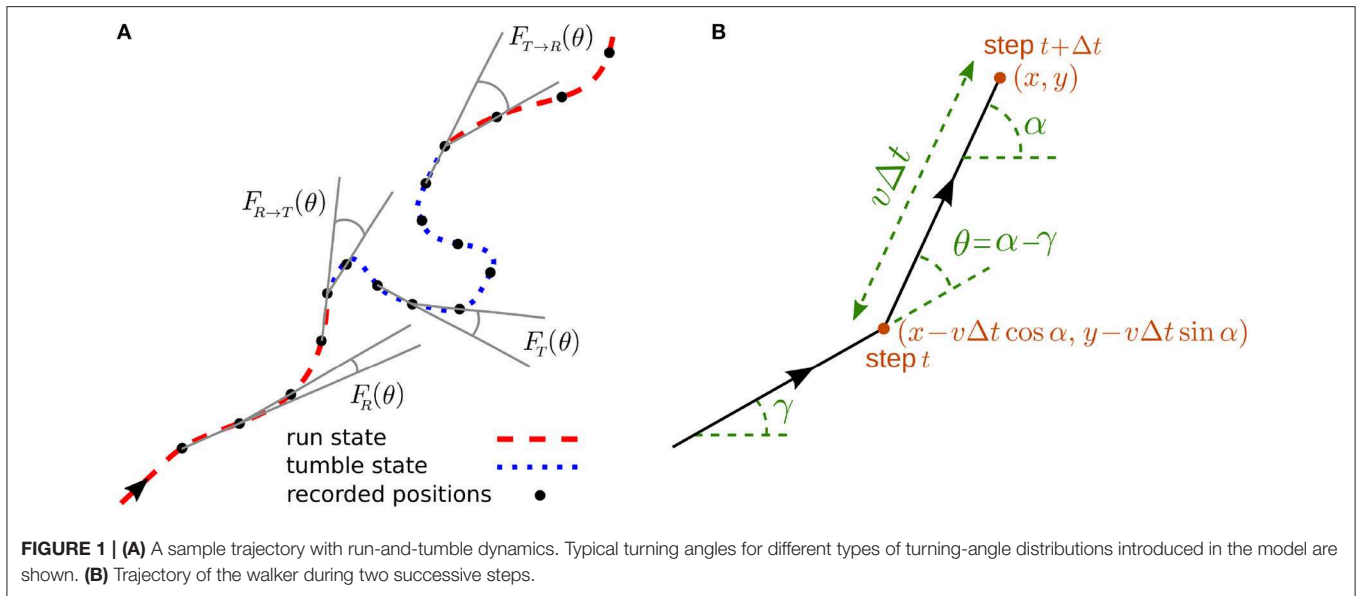 A
F_{T→R}(θ)
F_{R→T}(θ)
F_T(θ)
F_R(θ)
run state
tumble state
recorded positions
B
step t+Δt
(x, y)
α
vΔt
θ=α−γ
(x−vΔt cos α, y−vΔt sin α)
step t
γ
FIGURE 1 | (A) A sample trajectory with run-and-tumble dynamics. Typical turning angles for different types of turning-angle distributions introduced in the model are
shown. (B) Trajectory of the walker during two successive steps.